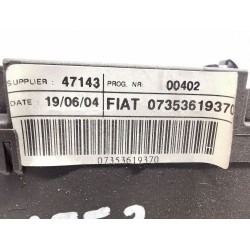 SUPPLIER : 47143 PROG. NR: 00402
DATE : 19/06/04 FIAT 07353619370
07353619370